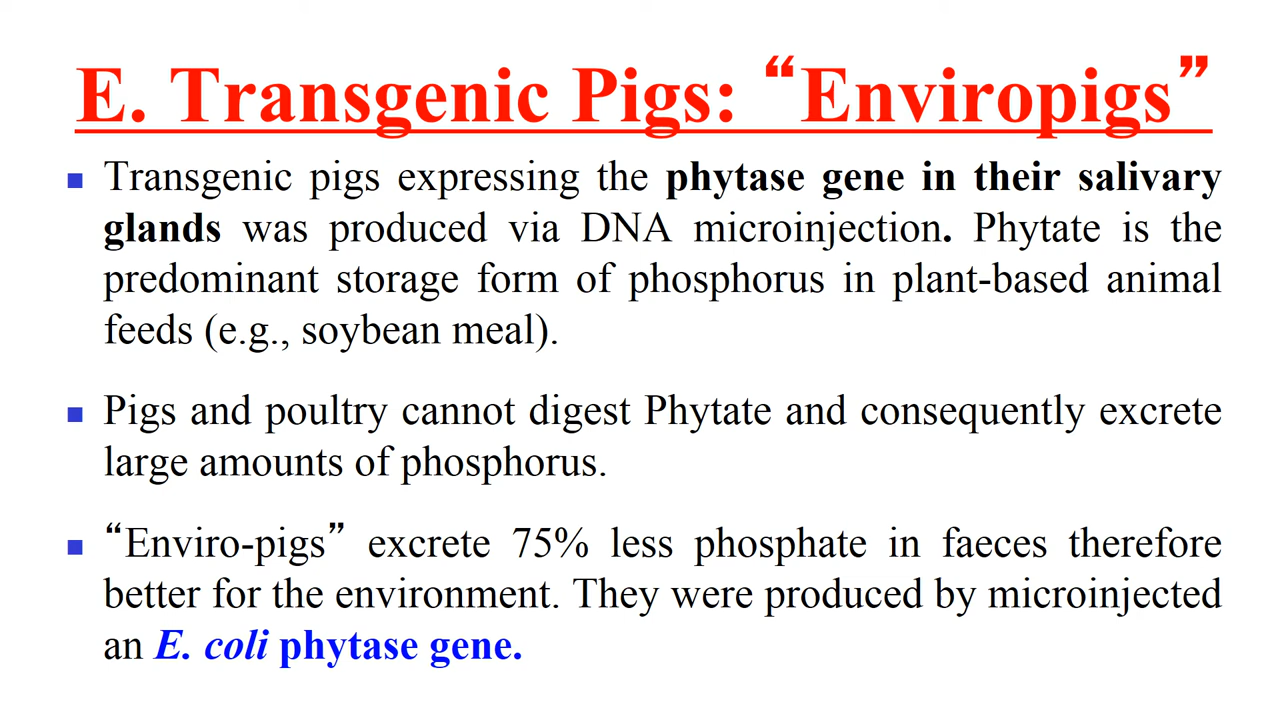 E. Transgenic Pigs: “Enviropigs”
■ Transgenic pigs expressing the phytase gene in their salivary
glands was produced via DNA microinjection. Phytate is the
predominant storage form of phosphorus in plant-based animal
feeds (e.g., soybean meal).
■ Pigs and poultry cannot digest Phytate and consequently excrete
large amounts of phosphorus.
■ “Enviro-pigs” excrete 75% less phosphate in faeces therefore
better for the environment. They were produced by microinjected
an E. coli phytase gene.